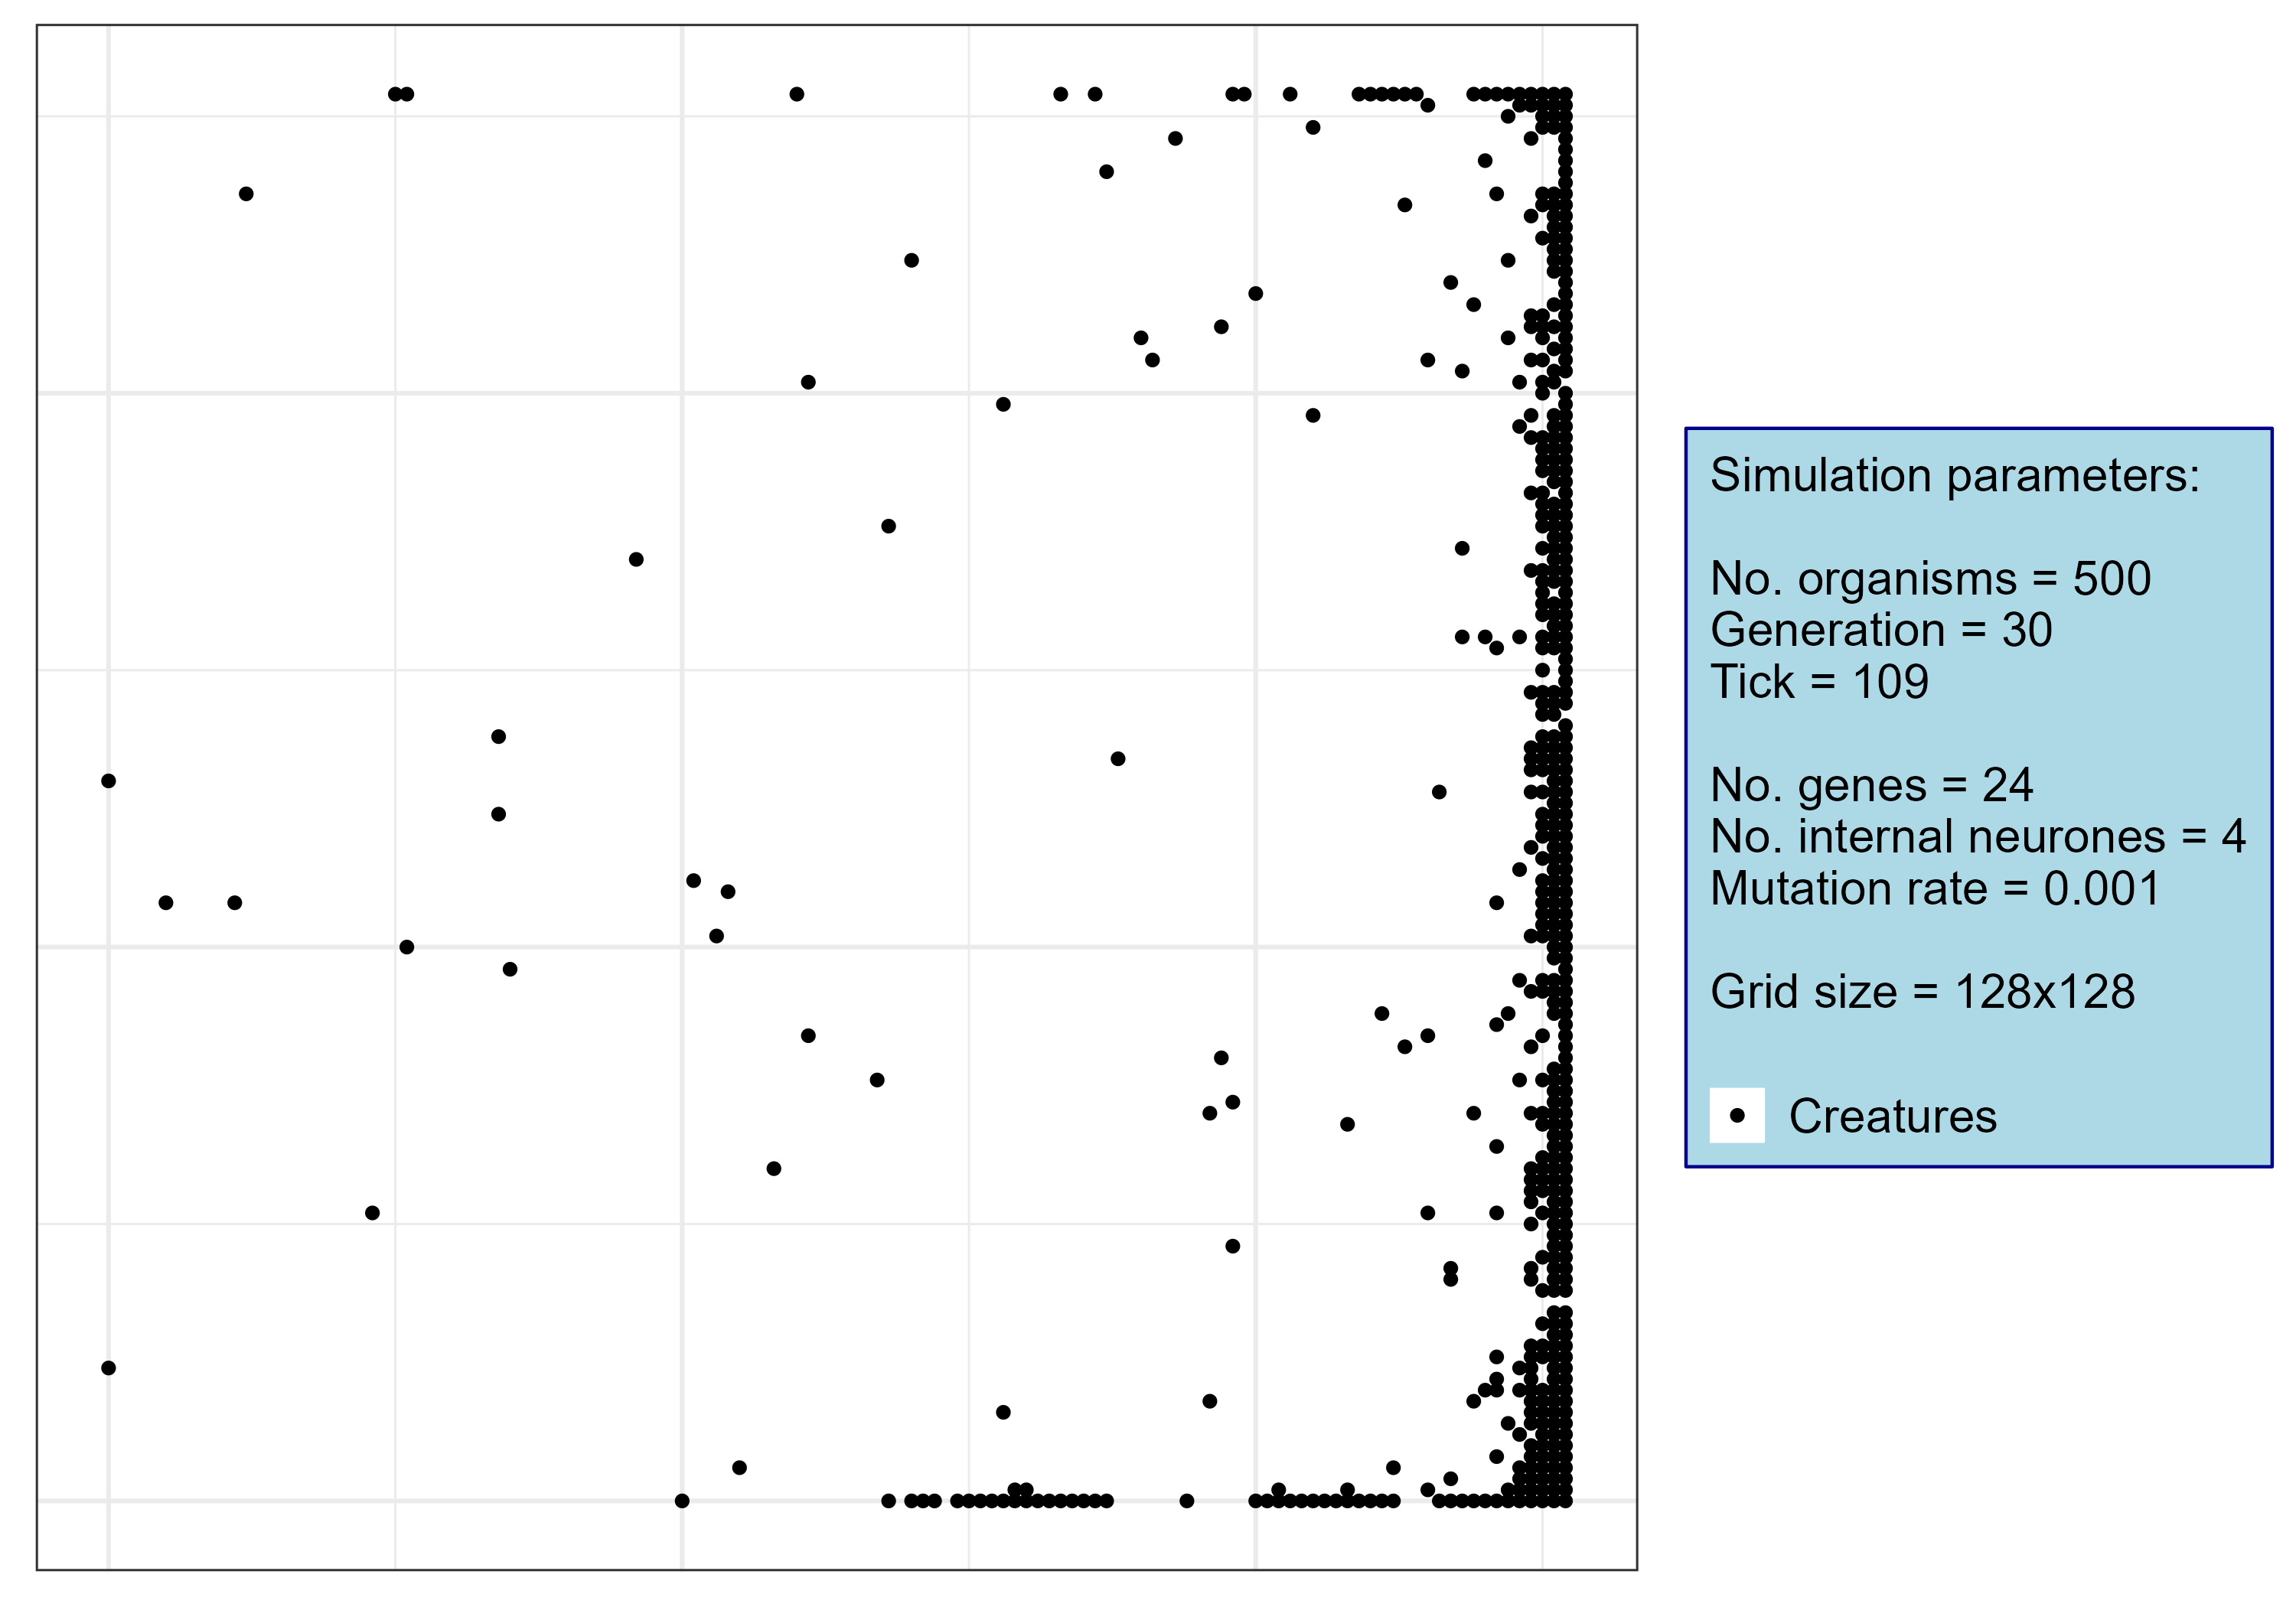 Simulation parameters:
No. organisms = 500
Generation = 30
Tick = 109
No. genes = 24
No. internal neurones = 4
Mutation rate = 0.001
Grid size = 128x128
Creatures